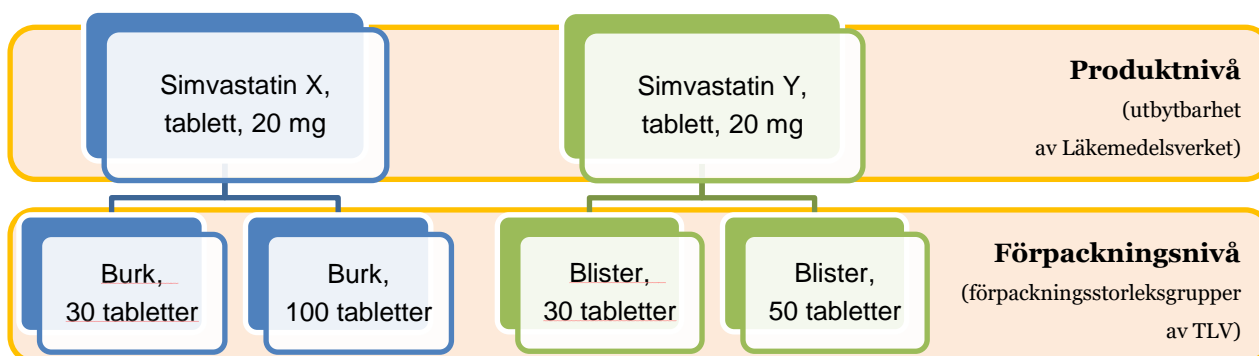 Simvastatin X,
tablett, 20 mg
Simvastatin Y,
tablett, 20 mg
Produktnivå
(utbytbarhet
av Läkemedelsverket)
Burk,
30 tabletter
Burk,
100 tabletter
Blister,
30 tabletter
Blister,
50 tabletter
Förpackningsnivå
(förpackningsstorleksgrupper
av TLV)